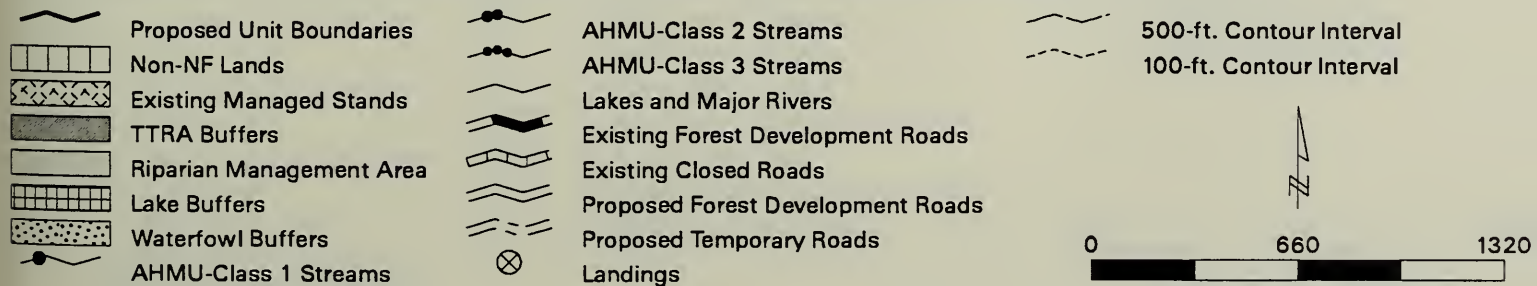 Proposed Unit Boundaries
Non-NF Lands
Existing Managed Stands
TTRA Buffers
Riparian Management Area
Lake Buffers
Waterfowl Buffers
AHMU-Class 1 Streams
AHMU-Class 2 Streams
AHMU-Class 3 Streams
Lakes and Major Rivers
Existing Forest Development Roads
Existing Closed Roads
Proposed Forest Development Roads
Proposed Temporary Roads
Landings
500-ft. Contour Interval
100-ft. Contour Interval
N
0 660 1320